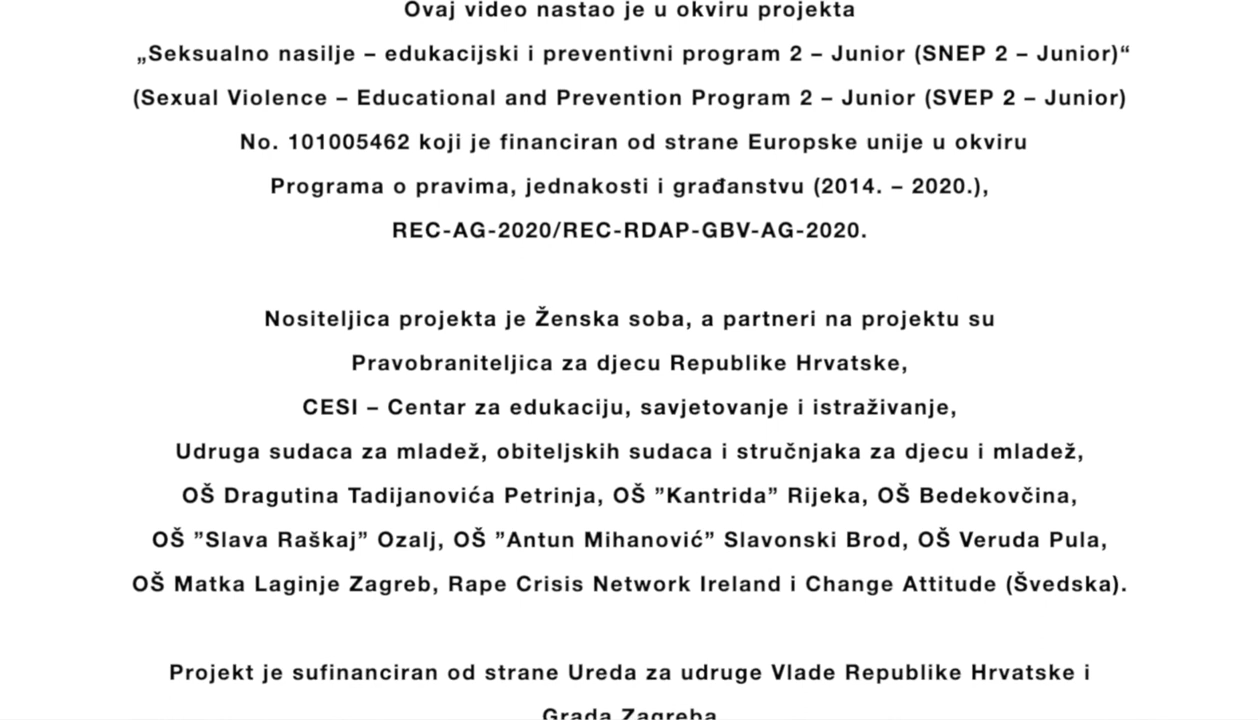 Ovaj video nastao je u okviru projekta
„Seksualno nasilje – edukacijski i preventivni program 2 – Junior (SNEP 2 – Junior)“
(Sexual Violence – Educational and Prevention Program 2 – Junior (SVEP 2 – Junior)
No. 101005462 koji je financiran od strane Europske unije u okviru
Programa o pravima, jednakosti i građanstvu (2014. – 2020.),
REC-AG-2020/REC-RDAP-GBV-AG-2020.
Nositeljica projekta je Ženska soba, a partneri na projektu su
Pravobraniteljica za djecu Republike Hrvatske,
CESI – Centar za edukaciju, savjetovanje i istraživanje,
Udruga sudaca za mladež, obiteljskih sudaca i stručnjaka za djecu i mladež,
OŠ Dragutina Tadijanovića Petrinja, OŠ ”Kantrida” Rijeka, OŠ Bedekovčina,
OŠ ”Slava Raškaj” Ozalj, OŠ ”Antun Mihanović” Slavonski Brod, OŠ Veruda Pula,
OŠ Matka Laginje Zagreb, Rape Crisis Network Ireland i Change Attitude (Švedska).
Projekt je sufinanciran od strane Ureda za udruge Vlade Republike Hrvatske i
Grada Zagreba